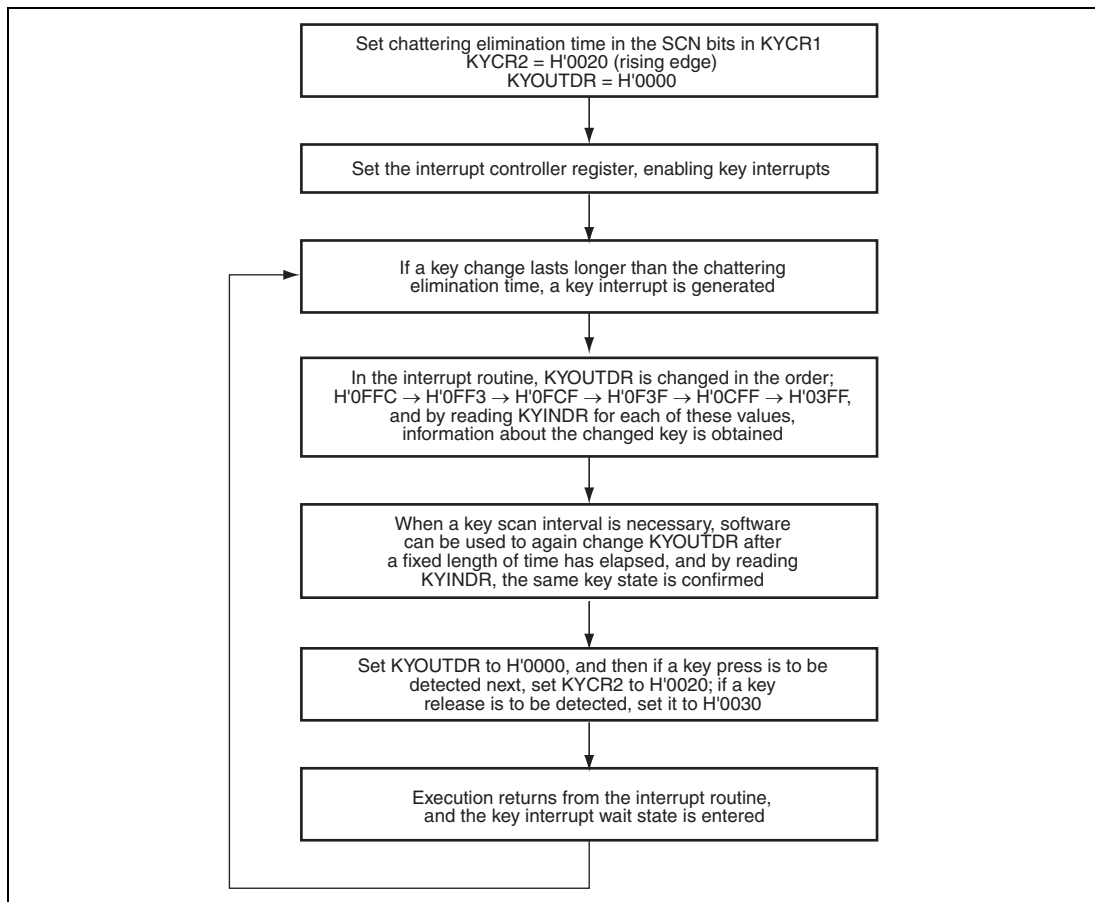 Set chattering elimination time in the SCN bits in KYCR1
KYCR2 = H'0020 (rising edge)
KYOUTDR = H'0000
Set the interrupt controller register, enabling key interrupts
If a key change lasts longer than the chattering
elimination time, a key interrupt is generated
In the interrupt routine, KYOUTDR is changed in the order;
H'0FFC → H'0FF3 → H'0FCF → H'0F3F → H'0CFF → H'03FF,
and by reading KYINDR for each of these values,
information about the changed key is obtained
When a key scan interval is necessary, software
can be used to again change KYOUTDR after
a fixed length of time has elapsed, and by reading
KYINDR, the same key state is confirmed
Set KYOUTDR to H'0000, and then if a key press is to be
detected next, set KYCR2 to H'0020; if a key
release is to be detected, set it to H'0030
Execution returns from the interrupt routine,
and the key interrupt wait state is entered